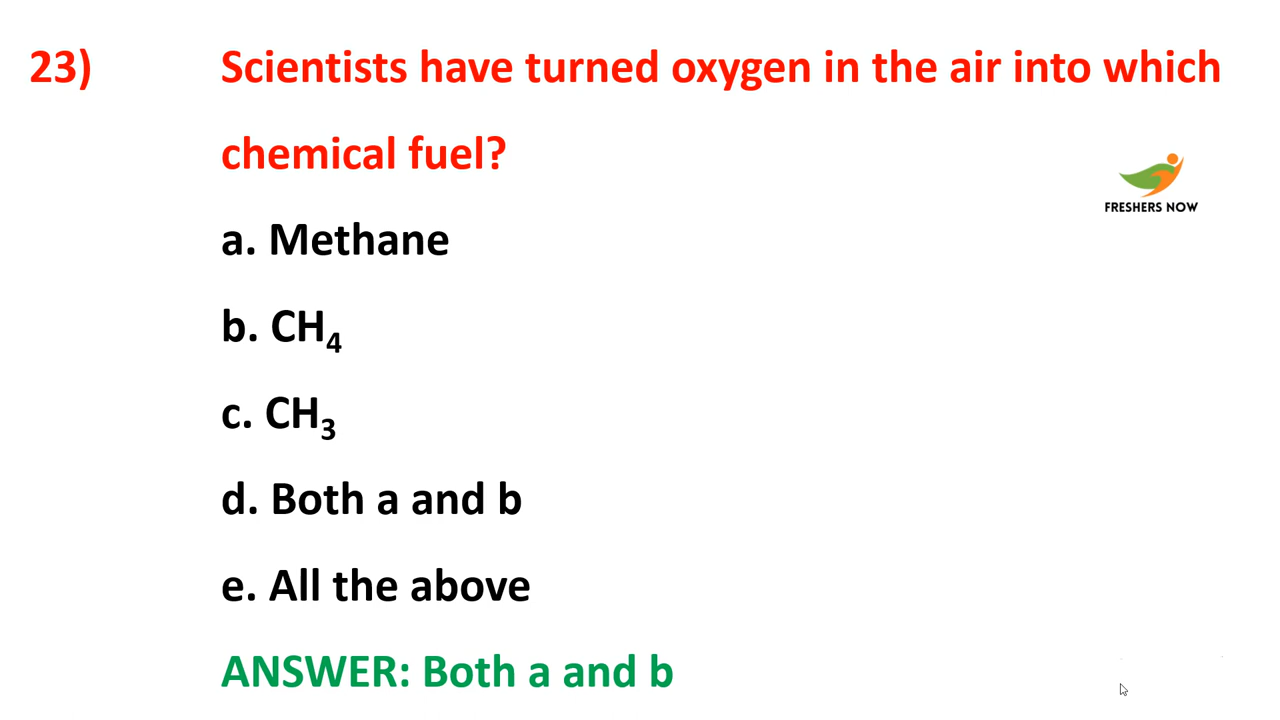 23) Scientists have turned oxygen in the air into which
chemical fuel?
FRESHERS NOW
a. Methane
b. CH₄
c. CH₃
d. Both a and b
e. All the above
ANSWER: Both a and b